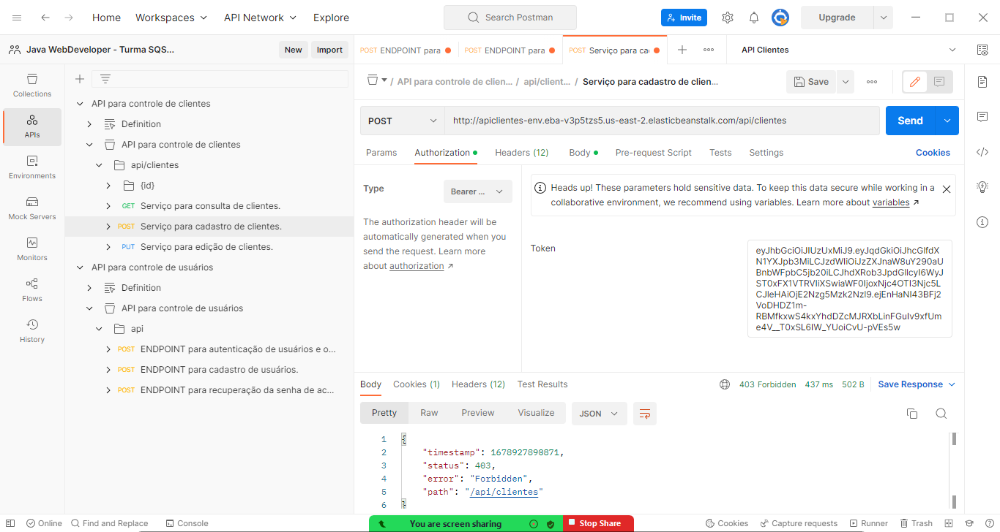 Home
Workspaces
API Network
Explore
Search Postman
Invite
Upgrade
Java WebDeveloper - Turma SQS...
New
Import
POST ENDPOINT para
POST ENDPOINT para
POST Serviço para ca
API Clientes
Collections
APIs
Environments
Mock Servers
Monitors
Flows
History
API para controle de clientes
Definition
API para controle de clientes
api/clientes
{id}
GET Serviço para consulta de clientes.
POST Serviço para cadastro de clientes.
PUT Serviço para edição de clientes.
API para controle de usuários
Definition
API para controle de usuários
api
POST ENDPOINT para autenticação de usuários e o...
POST ENDPOINT para cadastro de usuários.
POST ENDPOINT para recuperação da senha de ac...
/ API para controle de clien... / api/client... / Serviço para cadastro de clien...
Save
POST
http://apiclientes-env.eba-v3p5tzs5.us-east-2.elasticbeanstalk.com/api/clientes
Send
Params
Authorization
Headers (12)
Body
Pre-request Script
Tests
Settings
Cookies
Type
Bearer ...
The authorization header will be
automatically generated when you
send the request. Learn more
about authorization ↗
Heads up! These parameters hold sensitive data. To keep this data secure while working in a
collaborative environment, we recommend using variables. Learn more about variables ↗
Token
eyJhbGciOiJIUzUxMiJ9.eyJqdGkiOiJhcGlfdX
N1YXJpb3MiLCJzdWIiOiJzZXJnaW8uY290aU
BnbWFpbC5jb20iLCJhdXRob3JpdGllcyI6WyJ
ST0xFX1VTRVIiXSwiaWF0IjoxNjc4OTI3Njc5L
CJleHAiOjE2Nzg5Mzk2NzI9.ejEnHaNI43BFj2
VoDHDZ1m-
RBMfkxwS4kxYhdDZcMJRXbLinFGuIv9xfUm
e4V__T0xSL6IW_YUoiCvU-pVEs5w
Body
Cookies (1)
Headers (12)
Test Results
403 Forbidden
437 ms
502 B
Save Response
Pretty
Raw
Preview
Visualize
JSON
1 {
2 "timestamp": 1678927890871,
3 "status": 403,
4 "error": "Forbidden",
5 "path": "/api/clientes"
6 }
Online
Find and Replace
Console
You are screen sharing
Stop Share
Cookies
Capture requests
Runner
Trash